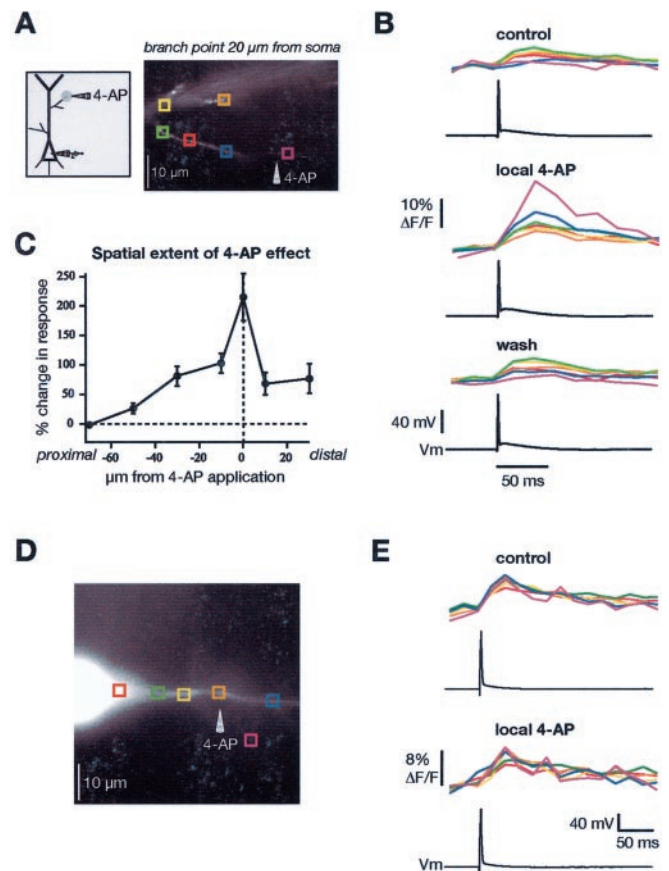 A
branch point 20 µm from soma
4-AP
10 µm
4-AP
B
control
local 4-AP
10%
ΔF/F
wash
40 mV
Vm
50 ms
C
Spatial extent of 4-AP effect
% change in response
250
200
150
100
50
0
-60 -40 -20 0 20
proximal
distal
µm from 4-AP application
D
4-AP
10 µm
E
control
local 4-AP
8%
ΔF/F
40 mV
50 ms
Vm